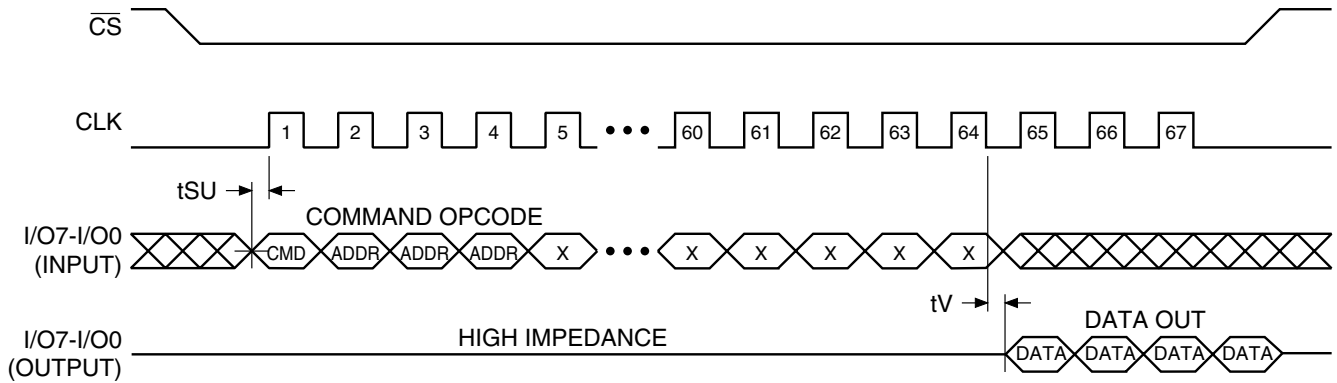 CS
CLK
1 2 3 4 5 ••• 60 61 62 63 64 65 66 67
tSU
COMMAND OPCODE
I/O7-I/O0
(INPUT)
CMD ADDR ADDR ADDR X ••• X X X X X
tV
I/O7-I/O0
(OUTPUT)
HIGH IMPEDANCE
DATA OUT
DATA DATA DATA DATA